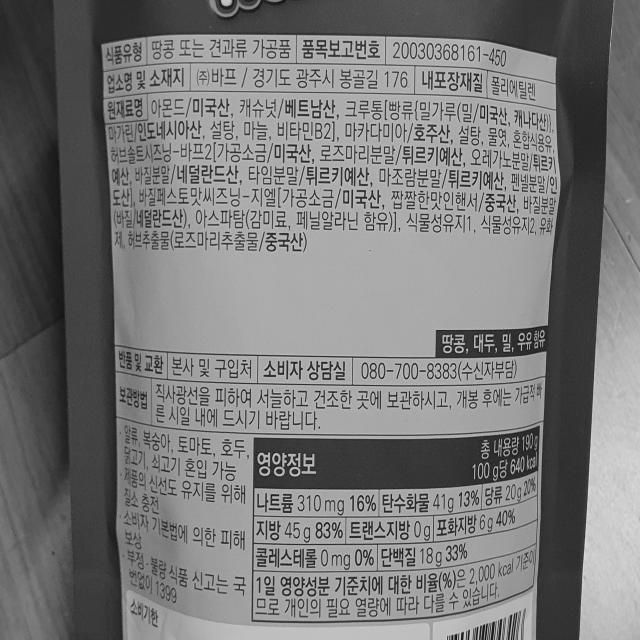 식품유형 땅콩 또는 견과류 가공품 품목보고번호 20030368161-450
업소명 및 소재지 ㈜바프 / 경기도 광주시 봉골길 176 내포장재질 폴리에틸렌
원재료명 아몬드/미국산, 캐슈넛/베트남산, 크루통[빵류{밀가루(밀/미국산, 캐나다산)},
마가린/인도네시아산, 설탕, 마늘, 비타민B2], 마카다미아/호주산, 설탕, 물엿, 혼합식용유,
허브솔트시즈닝-바프2[가공소금/미국산, 로즈마리분말/튀르키예산, 오레가노분말/튀르키
예산, 바질분말/네덜란드산, 타임분말/튀르키예산, 마조람분말/튀르키예산, 펜넬분말/인
도산], 바질페스토맛씨즈닝-지엘[가공소금/미국산, 짭짤한맛인핸서/중국산, 바질분말
(바질/네덜란드산), 아스파탐(감미료, 페닐알라닌 함유)], 식물성유지1, 식물성유지2, 유화
제, 허브추출물(로즈마리추출물/중국산)
땅콩, 대두, 밀, 우유 함유
반품 및 교환 본사 및 구입처 소비자 상담실 080-700-8383(수신자부담)
보관방법 직사광선을 피하여 서늘하고 건조한 곳에 보관하시고, 개봉 후에는 가급적 빠
른 시일 내에 드시기 바랍니다.
· 알류, 복숭아, 토마토, 호두,
닭고기, 쇠고기 혼입 가능
· 제품의 신선도 유지를 위해
질소 충전
· 소비자 기본법에 의한 피해
보상
· 부정·불량 식품 신고는 국
번없이 1399
영양정보 총 내용량 190g
100 g당 640 kcal
나트륨 310 mg 16% 탄수화물 41g 13% 당류 20g 20%
지방 45 g 83% 트랜스지방 0g 포화지방 6 g 40%
콜레스테롤 0 mg 0% 단백질 18 g 33%
1일 영양성분 기준치에 대한 비율(%)은 2,000 kcal 기준이
므로 개인의 필요 열량에 따라 다를 수 있습니다.
소비기한